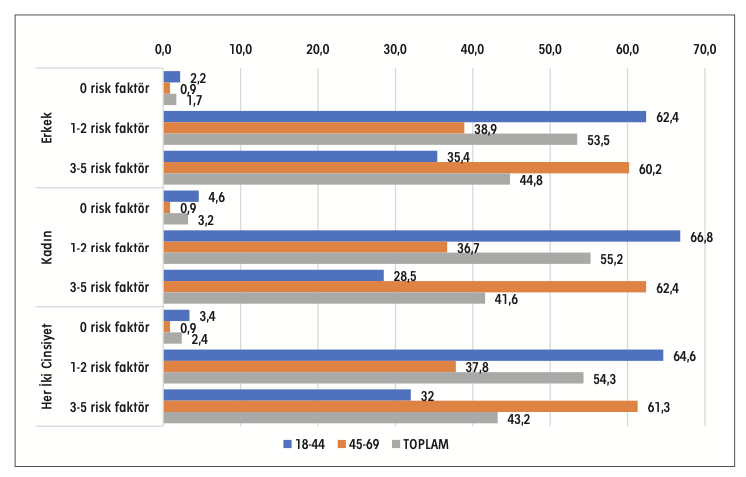 0,0 10,0 20,0 30,0 40,0 50,0 60,0 70,0
Erkek
0 risk faktör 2,2 0,9 1,7
1-2 risk faktör 62,4 38,9 53,5
3-5 risk faktör 35,4 60,2 44,8
Kadın
0 risk faktör 4,6 0,9 3,2
1-2 risk faktör 66,8 36,7 55,2
3-5 risk faktör 28,5 62,4 41,6
Her İki Cinsiyet
0 risk faktör 3,4 0,9 2,4
1-2 risk faktör 64,6 37,8 54,3
3-5 risk faktör 32 61,3 43,2
18-44 45-69 TOPLAM